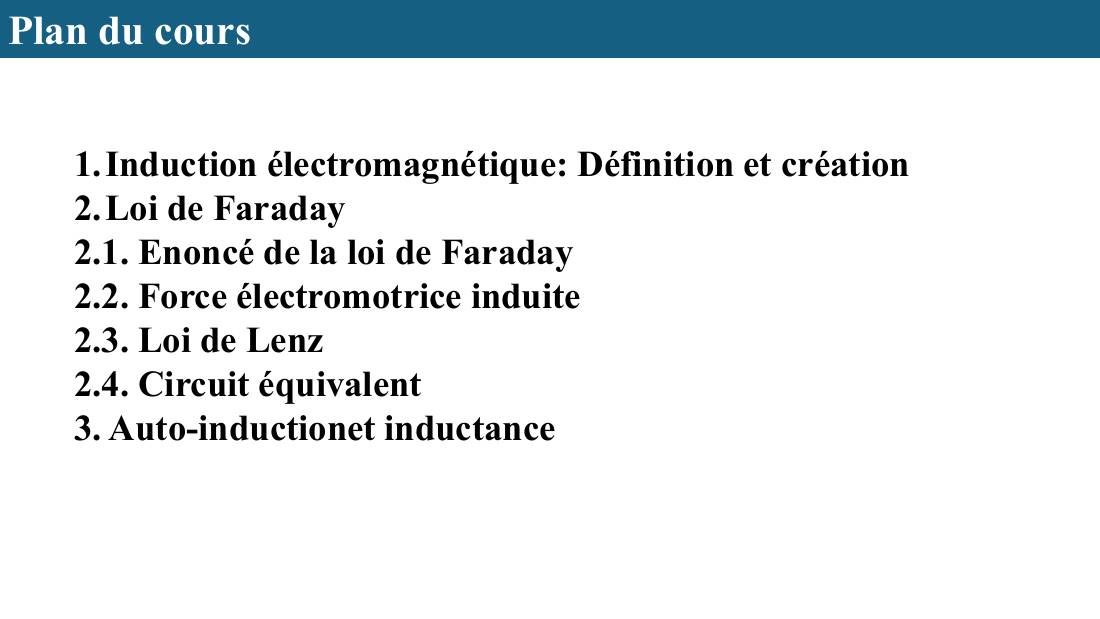 Plan du cours
1. Induction électromagnétique: Définition et création
2. Loi de Faraday
2.1. Enoncé de la loi de Faraday
2.2. Force électromotrice induite
2.3. Loi de Lenz
2.4. Circuit équivalent
3. Auto-inductionet inductance